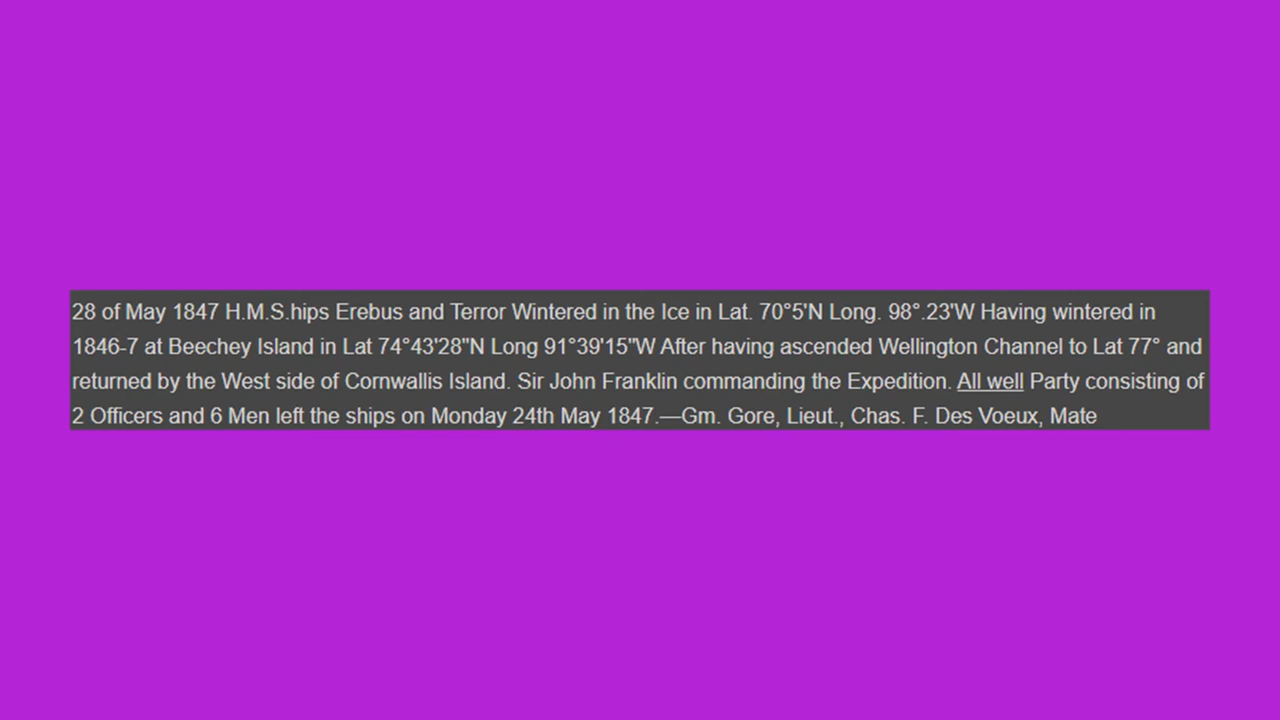 28 of May 1847 H.M.S.hips Erebus and Terror Wintered in the Ice in Lat. 70°5'N Long. 98°.23'W Having wintered in
1846-7 at Beechey Island in Lat 74°43'28"N Long 91°39'15"W After having ascended Wellington Channel to Lat 77° and
returned by the West side of Cornwallis Island. Sir John Franklin commanding the Expedition. All well Party consisting of
2 Officers and 6 Men left the ships on Monday 24th May 1847.—Gm. Gore, Lieut., Chas. F. Des Voeux, Mate